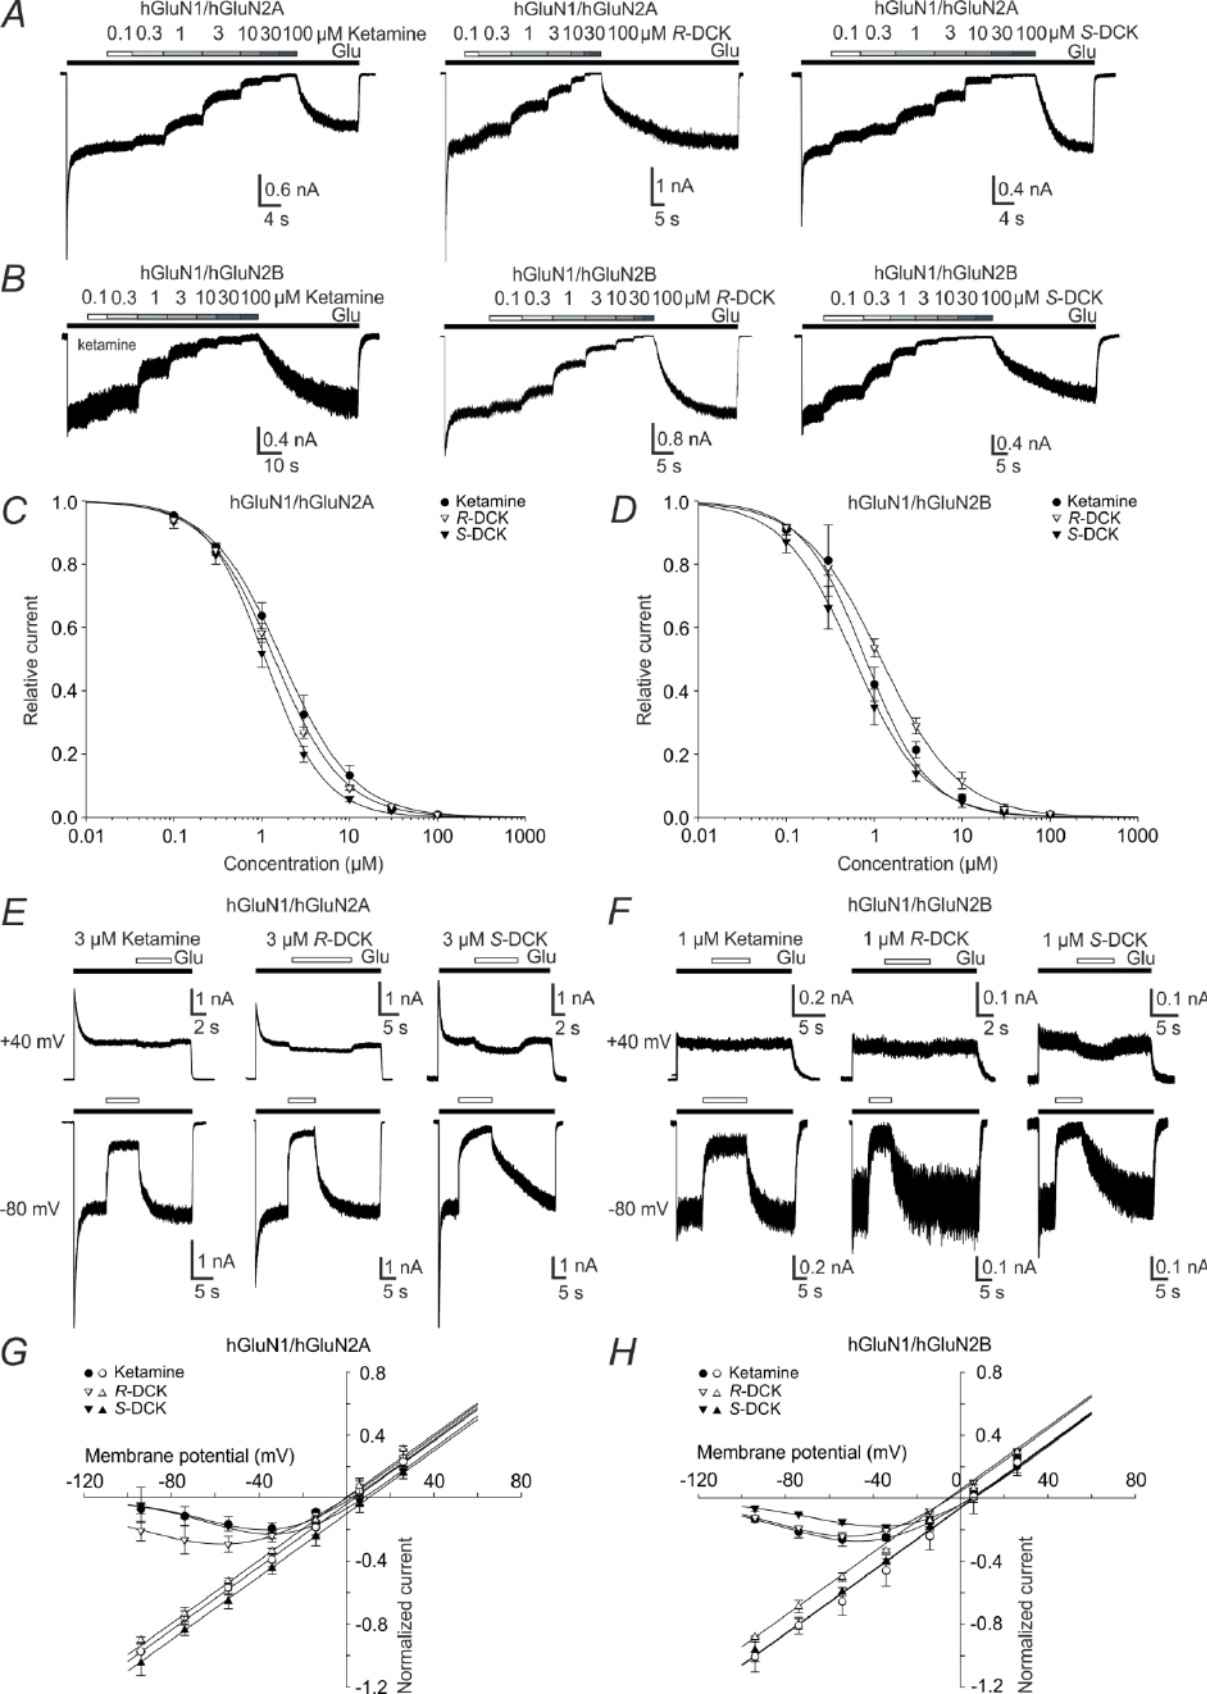 A
hGluN1/hGluN2A
0.1 0.3 1 3 10 30 100 µM Ketamine
Glu
0.6 nA
4 s
hGluN1/hGluN2A
0.1 0.3 1 3 10 30 100 µM R-DCK
Glu
1 nA
5 s
hGluN1/hGluN2A
0.1 0.3 1 3 10 30 100 µM S-DCK
Glu
0.4 nA
4 s
B
hGluN1/hGluN2B
0.1 0.3 1 3 10 30 100 µM Ketamine
Glu
ketamine
0.4 nA
10 s
hGluN1/hGluN2B
0.1 0.3 1 3 10 30 100 µM R-DCK
Glu
0.8 nA
5 s
hGluN1/hGluN2B
0.1 0.3 1 3 10 30 100 µM S-DCK
Glu
0.4 nA
5 s
C
hGluN1/hGluN2A
Ketamine
R-DCK
S-DCK
Relative current
1.0
0.8
0.6
0.4
0.2
0.0
0.01 0.1 1 10 100 1000
Concentration (µM)
D
hGluN1/hGluN2B
Ketamine
R-DCK
S-DCK
Relative current
1.0
0.8
0.6
0.4
0.2
0.0
0.01 0.1 1 10 100 1000
Concentration (µM)
E
hGluN1/hGluN2A
3 µM Ketamine
Glu
1 nA
2 s
3 µM R-DCK
Glu
1 nA
5 s
3 µM S-DCK
Glu
1 nA
2 s
+40 mV
-80 mV
1 nA
5 s
1 nA
5 s
1 nA
5 s
F
hGluN1/hGluN2B
1 µM Ketamine
Glu
0.2 nA
5 s
1 µM R-DCK
Glu
0.1 nA
2 s
1 µM S-DCK
Glu
0.1 nA
5 s
+40 mV
-80 mV
0.2 nA
5 s
0.1 nA
5 s
0.1 nA
5 s
G
hGluN1/hGluN2A
Ketamine
R-DCK
S-DCK
Membrane potential (mV)
-120 -80 -40 40 80
0.8
0.4
-0.4
-0.8
-1.2
Normalized current
H
hGluN1/hGluN2B
Ketamine
R-DCK
S-DCK
Membrane potential (mV)
-120 -80 -40 0 40 80
0.8
0.4
-0.4
-0.8
-1.2
Normalized current